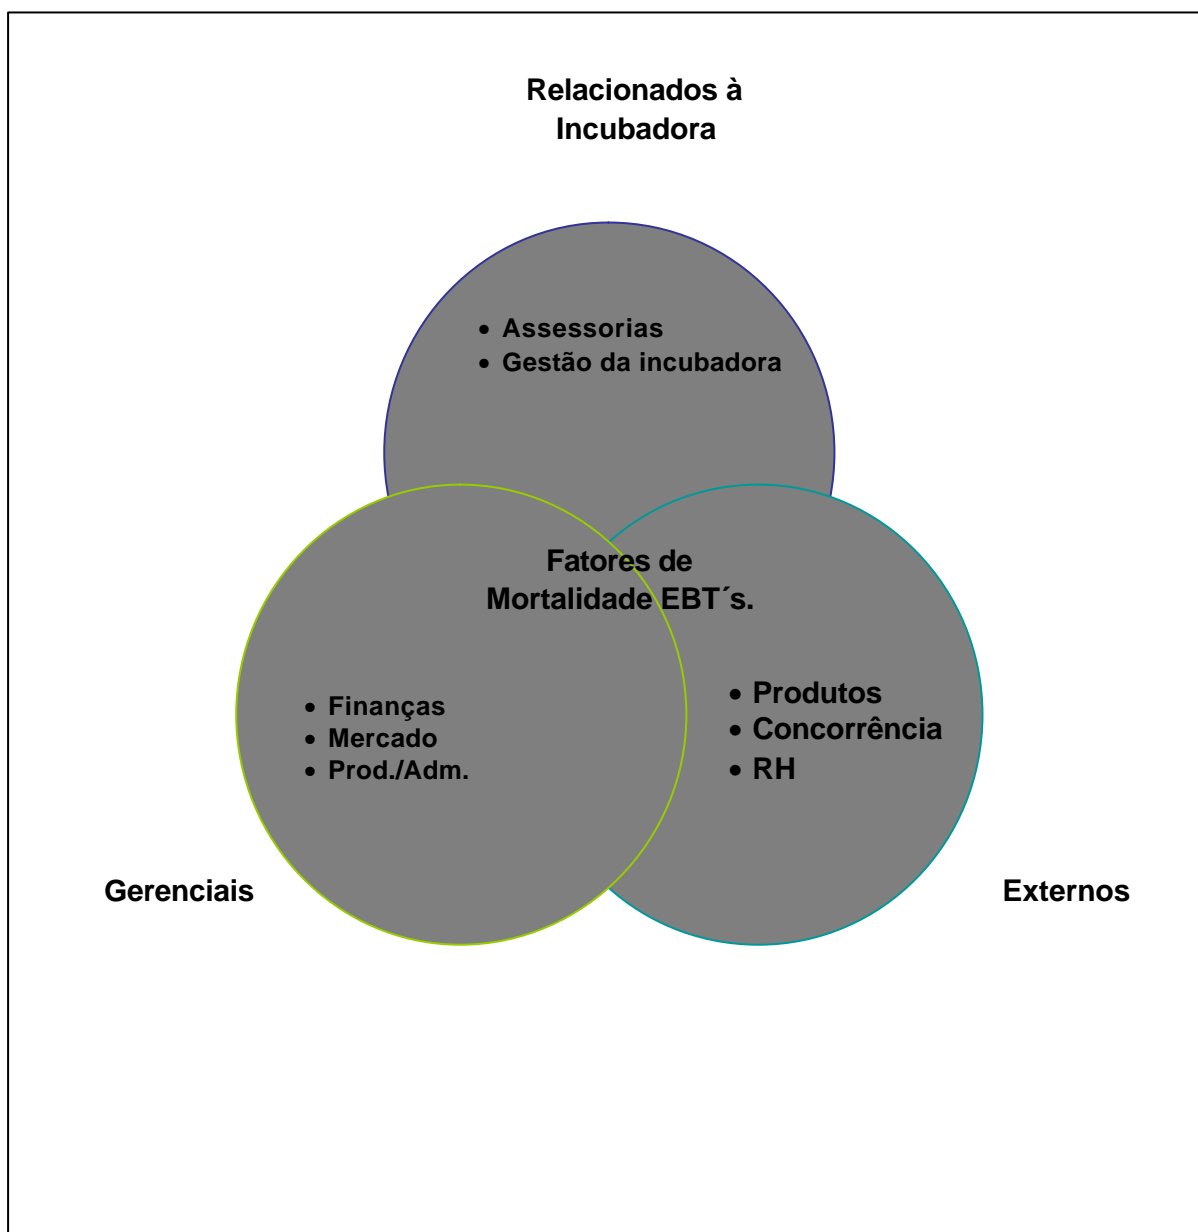 Relacionados à
Incubadora
• Assessorias
• Gestão da incubadora
Fatores de
Mortalidade EBT´s.
• Finanças
• Mercado
• Prod./Adm.
• Produtos
• Concorrência
• RH
Gerenciais
Externos